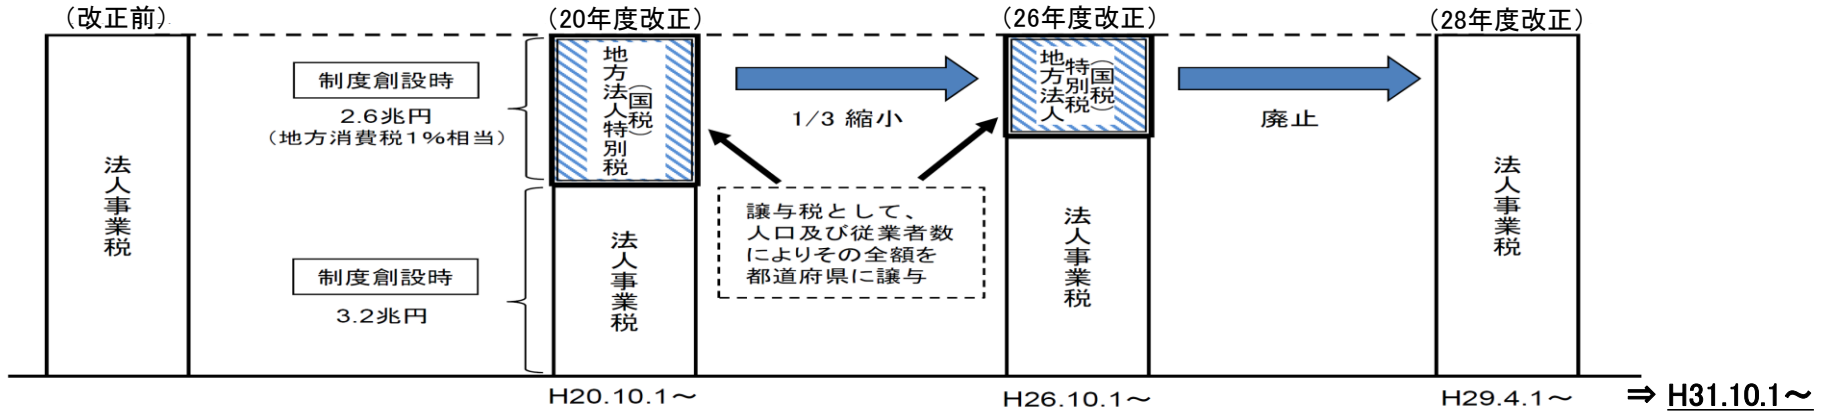 （改正前）
（20年度改正）
（26年度改正）
（28年度改正）
法人事業税
制度創設時
2.6兆円
（地方消費税1％相当）
制度創設時
3.2兆円
地方法人特別税
（国税）
法人事業税
1/3 縮小
譲与税として、
人口及び従業者数
によりその全額を
都道府県に譲与
地方法人
特別税
（国税）
法人事業税
廃止
法人事業税
H20.10.1～
H26.10.1～
H29.4.1～
⇒ H31.10.1～